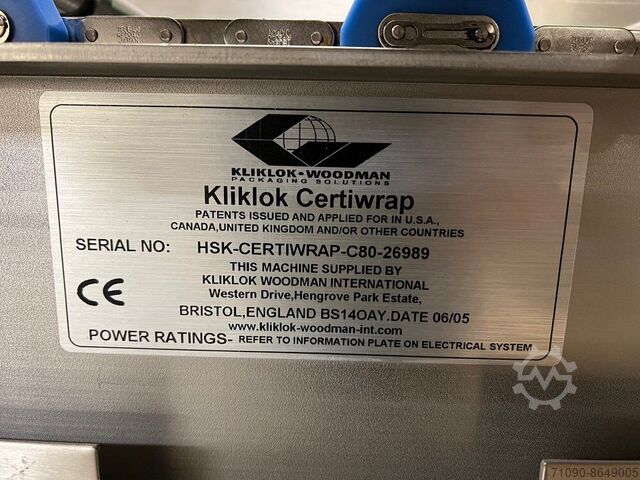 KLIKLOK-WOODMAN
PACKAGING SOLUTIONS
Kliklok Certiwrap
PATENTS ISSUED AND APPLIED FOR IN U.S.A.,
CANADA,UNITED KINGDOM AND/OR OTHER COUNTRIES
SERIAL NO: HSK-CERTIWRAP-C80-26989
THIS MACHINE SUPPLIED BY
KLIKLOK WOODMAN INTERNATIONAL
Western Drive,Hengrove Park Estate,
CE
BRISTOL,ENGLAND BS14OAY.DATE 06/05
www.kliklok-woodman-int.com
POWER RATINGS- REFER TO INFORMATION PLATE ON ELECTRICAL SYSTEM
71090-8649005